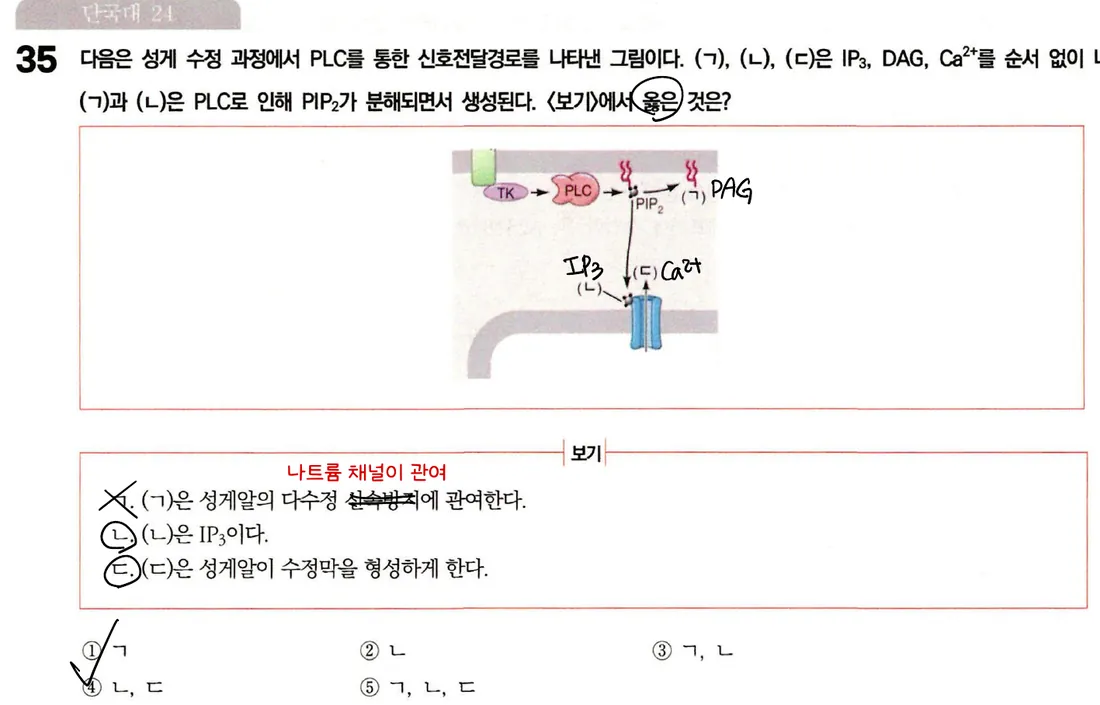 단국대 24
35 다음은 성게 수정 과정에서 PLC를 통한 신호전달경로를 나타낸 그림이다. (ㄱ), (ㄴ), (ㄷ)은 IP₃, DAG, Ca²⁺를 순서 없이 나
(ㄱ)과 (ㄴ)은 PLC로 인해 PIP₂가 분해되면서 생성된다. 〈보기〉에서 옳은 것은?
TK PLC PIP₂ (ㄱ) DAG
IP3 (ㄷ) Ca²⁺
(ㄴ)
보기
나트륨 채널이 관여
ㄱ. (ㄱ)은 성게알의 다수정 신속방지에 관여한다.
ㄴ. (ㄴ)은 IP₃이다.
ㄷ. (ㄷ)은 성게알이 수정막을 형성하게 한다.
① ㄱ ② ㄴ ③ ㄱ, ㄴ
④ ㄴ, ㄷ ⑤ ㄱ, ㄴ, ㄷ